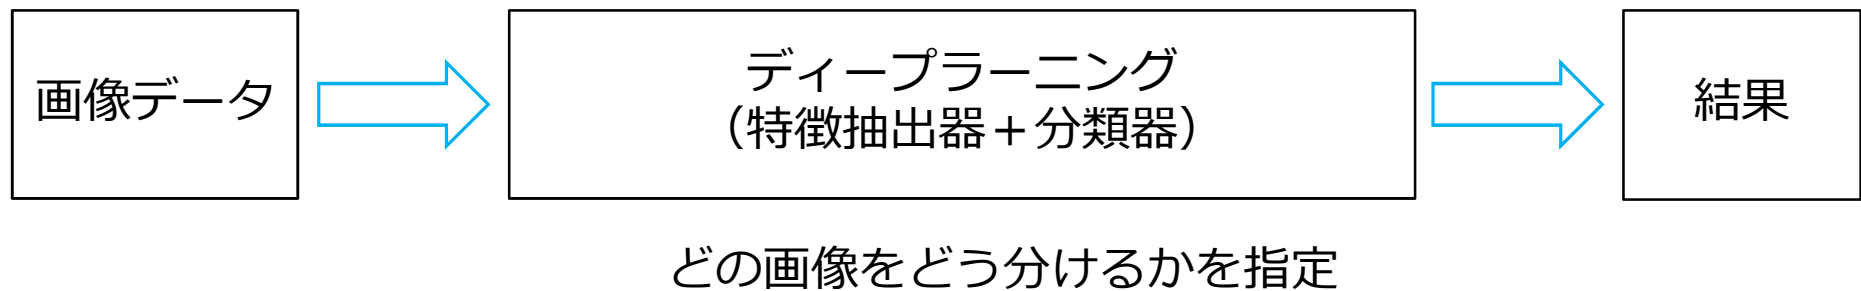 画像データ
ディープラーニング
（特徴抽出器＋分類器）
結果
どの画像をどう分けるかを指定